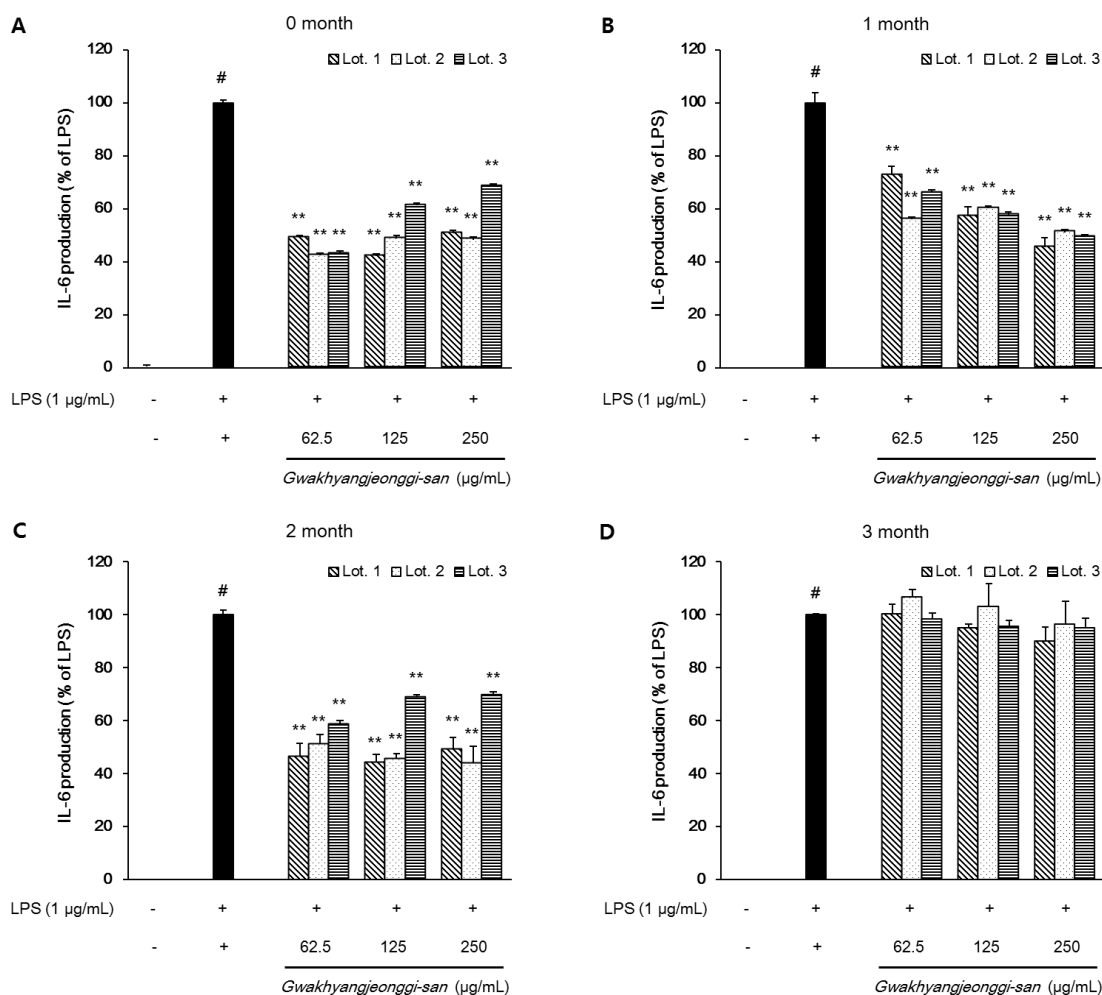 A
0 month
Lot. 1 Lot. 2 Lot. 3
IL-6 production (% of LPS)
120
100
80
60
40
20
0
#
** ** **
** ** **
** ** **
LPS (1 µg/mL) - + + + +
- + 62.5 125 250
Gwakhyangjeonggi-san (µg/mL)
B
1 month
Lot. 1 Lot. 2 Lot. 3
IL-6 production (% of LPS)
120
100
80
60
40
20
0
#
** ** **
** ** **
** ** **
LPS (1 µg/mL) - + + + +
- + 62.5 125 250
Gwakhyangjeonggi-san (µg/mL)
C
2 month
Lot. 1 Lot. 2 Lot. 3
IL-6 production (% of LPS)
120
100
80
60
40
20
0
#
** ** **
** ** **
** ** **
LPS (1 µg/mL) - + + + +
- + 62.5 125 250
Gwakhyangjeonggi-san (µg/mL)
D
3 month
Lot. 1 Lot. 2 Lot. 3
IL-6 production (% of LPS)
120
100
80
60
40
20
0
#
LPS (1 µg/mL) - + + + +
- + 62.5 125 250
Gwakhyangjeonggi-san (µg/mL)